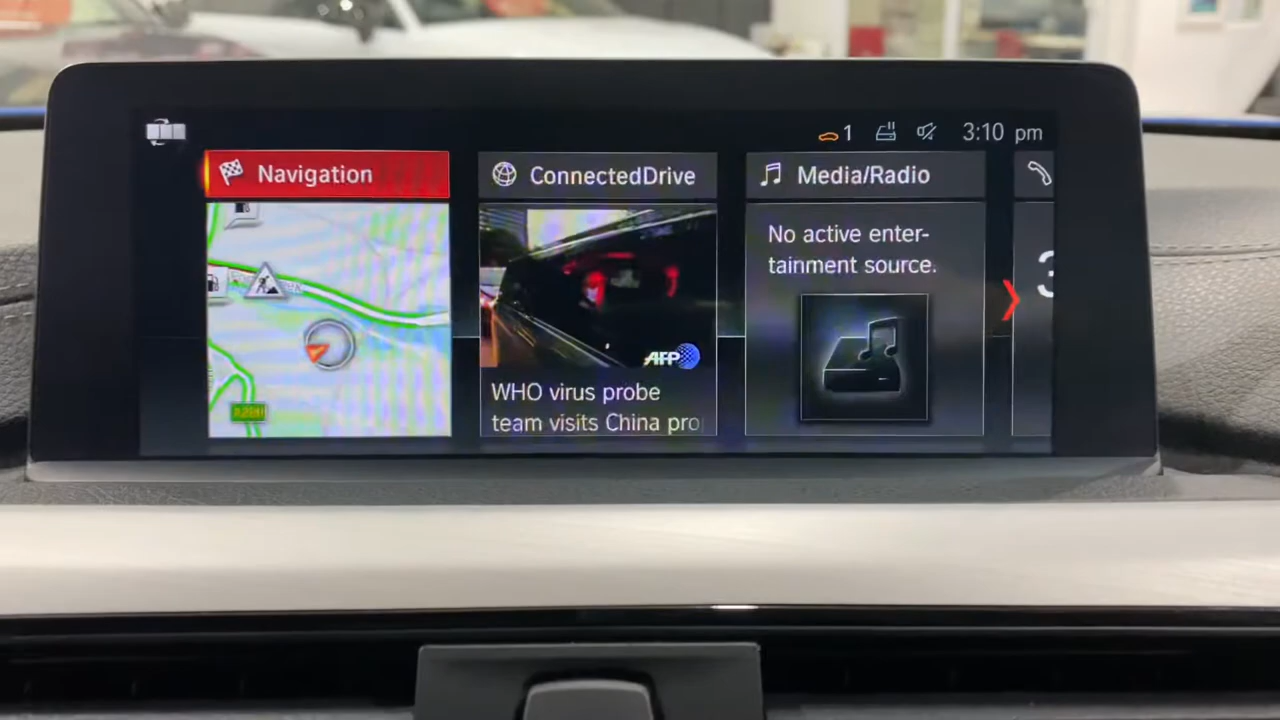 1
3:10 pm
Navigation
ConnectedDrive
Media/Radio
No active enter-
tainment source.
AFP
WHO virus probe
team visits China pro
3